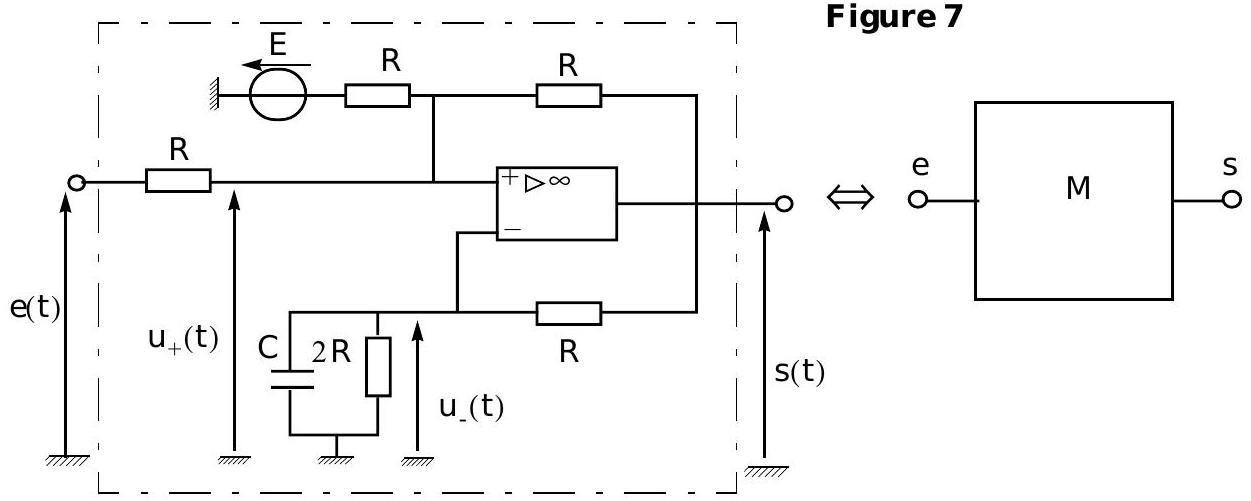 Figure 7
E
R
R
R
+ ▷ ∞
−
e
M
s
e(t)
u₊(t)
C
2R
R
u₋(t)
s(t)
⇔